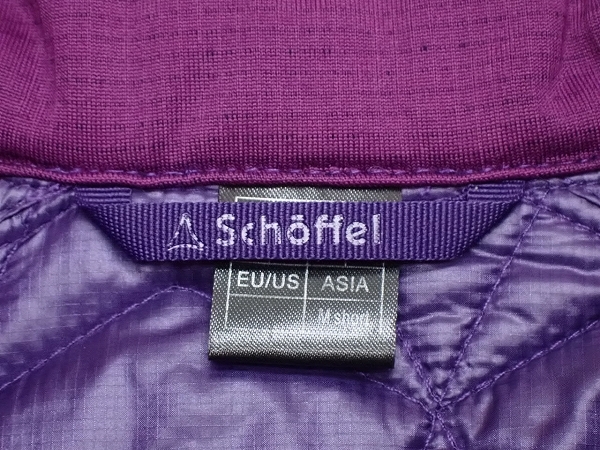 Schöffel
EU/US ASIA
M short